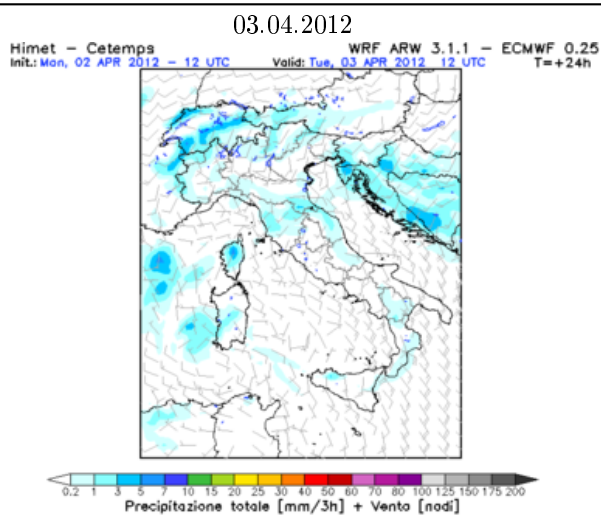 03.04.2012
Himet - Cetemps WRF ARW 3.1.1 - ECMWF 0.25
Init.: Mon, 02 APR 2012 - 12 UTC Valid: Tue, 03 APR 2012 12 UTC T=+24h
0.2 1 3 5 7 10 15 20 25 30 40 50 60 70 80 100 125 150 175 200
Precipitazione totale [mm/3h] + Vento [nodi]